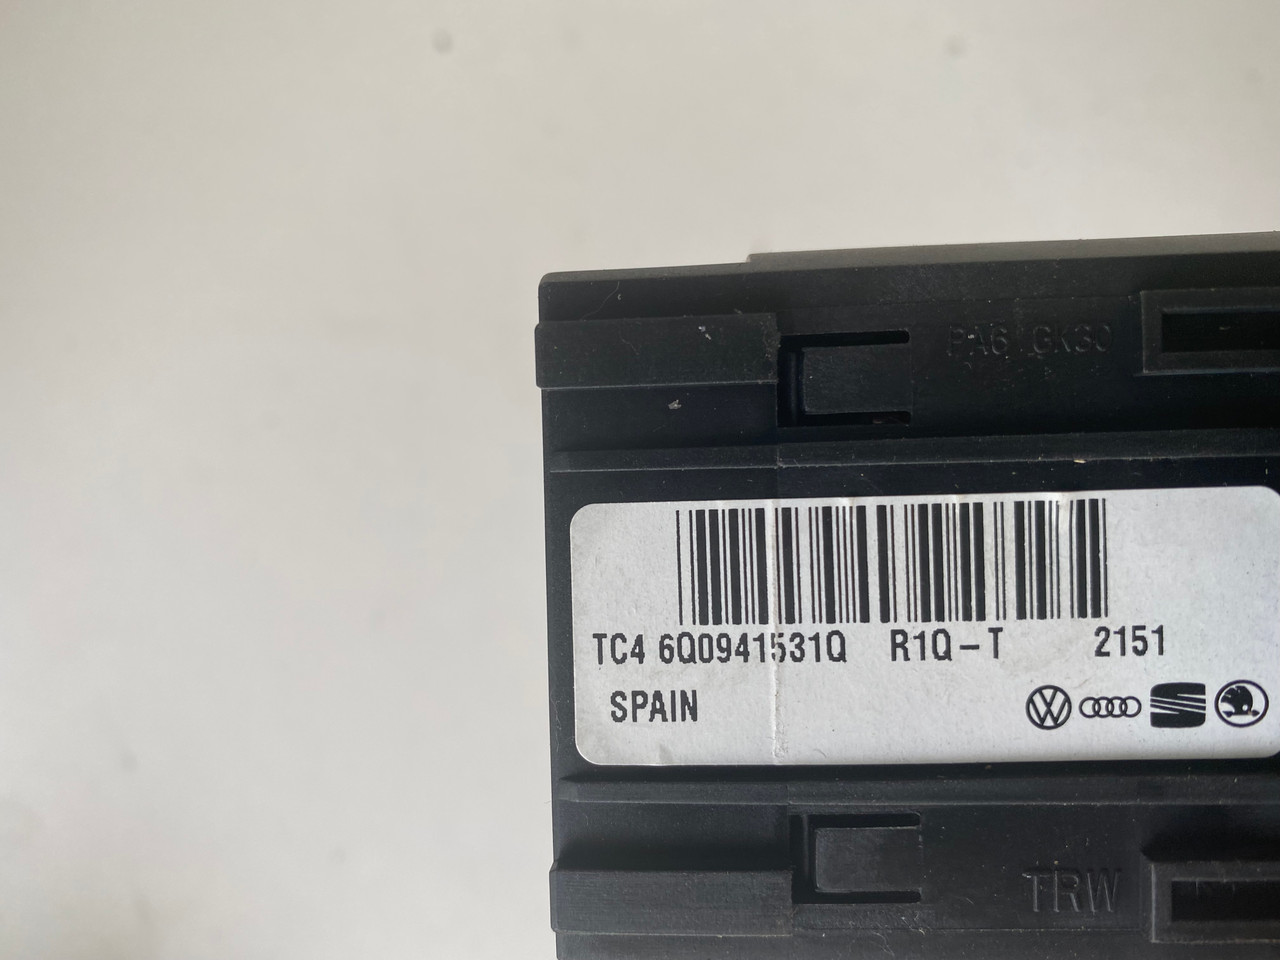 PA6 GK30
TC4 6Q0941531Q R1Q-T 2151
SPAIN
TRW